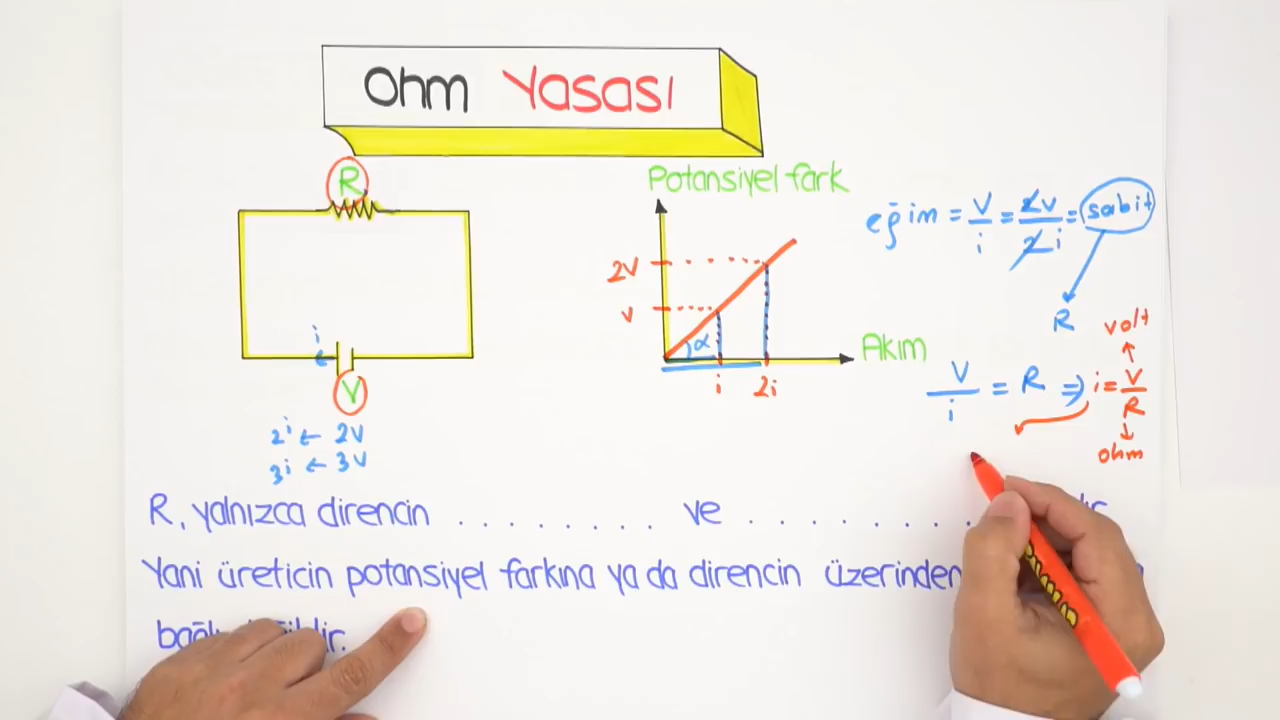 Ohm Yasası
R
i
V
2i ← 2V
3i ← 3V
Potansiyel fark
2V
V
α
i 2i
Akım
eğim = V/i = 2V/2i = sabit
R
V/i = R ⇒ i = V/R
volt
ohm
R, yalnızca direncin . . . . . . . . ve . . . . . . . .
Yani üreticin potansiyel farkına ya da direncin üzerinden